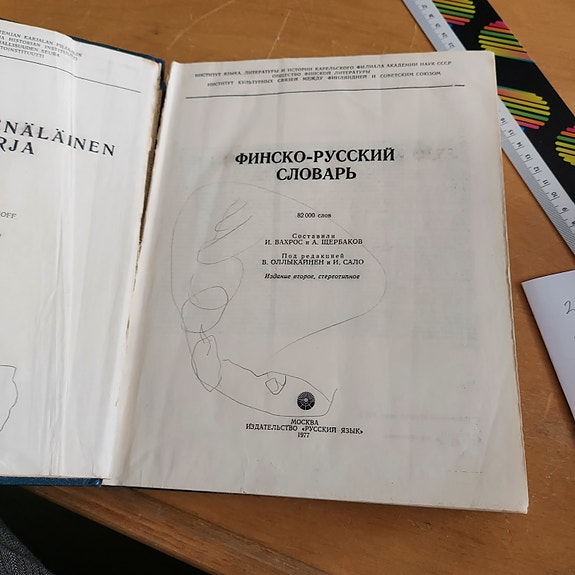 TOINSTITUUTTI
NÄLÄINEN
RJA
OFF
ИНСТИТУТ ЯЗЫКА, ЛИТЕРАТУРЫ И ИСТОРИИ КАРЕЛЬСКОГО ФИЛИАЛА АКАДЕМИИ НАУК СССР
ОБЩЕСТВО ФИНСКОЙ ЛИТЕРАТУРЫ
ИНСТИТУТ КУЛЬТУРНЫХ СВЯЗЕЙ МЕЖДУ ФИНЛЯНДИЕЙ И СОВЕТСКИМ СОЮЗОМ
ФИНСКО-РУССКИЙ
СЛОВАРЬ
82 000 слов
Составили
И. ВАХРОС и А. ЩЕРБАКОВ
Под редакцией
В. ОЛЛЫКАЙНЕН и И. САЛО
Издание второе, стереотипное
МОСКВА
ИЗДАТЕЛЬСТВО «РУССКИЙ ЯЗЫК»
1977